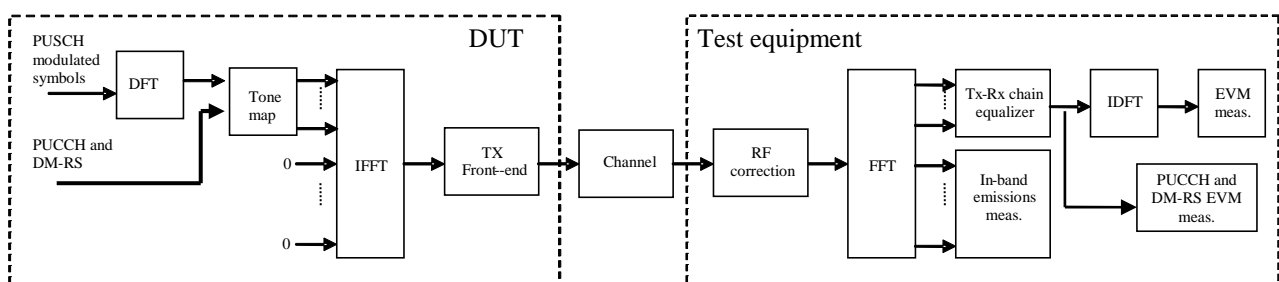 DUT
Test equipment
PUSCH
modulated
symbols
DFT
Tone
map
PUCCH and
DM-RS
0
0
IFFT
TX
Front--end
Channel
RF
correction
FFT
Tx-Rx chain
equalizer
IDFT
EVM
meas.
In-band
emissions
meas.
PUCCH and
DM-RS EVM
meas.